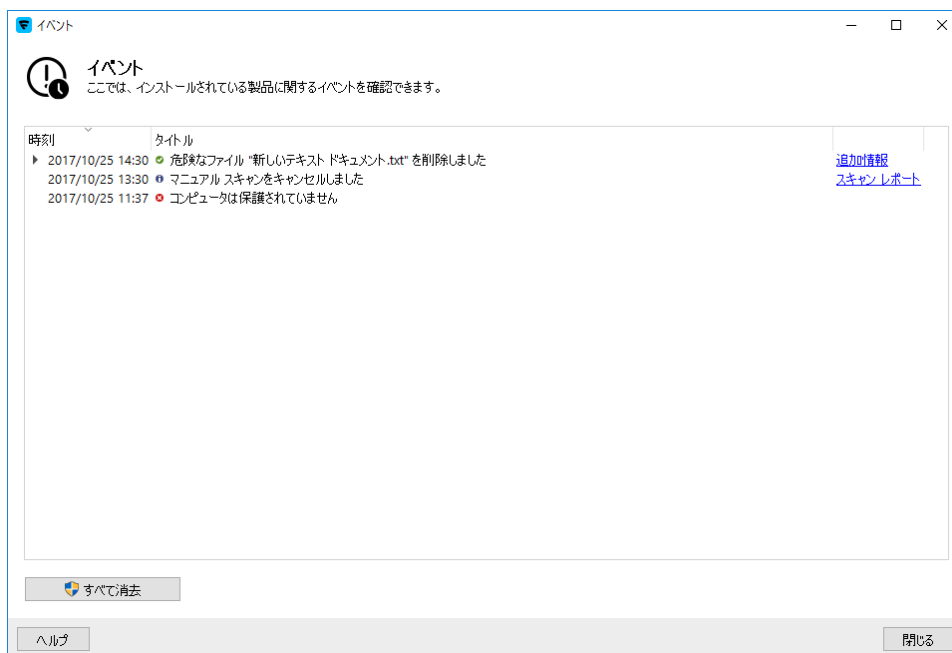 イベント
イベント
ここでは、インストールされている製品に関するイベントを確認できます。
時刻 タイトル
2017/10/25 14:30 危険なファイル "新しいテキスト ドキュメント.txt" を削除しました 追加情報
2017/10/25 13:30 マニュアル スキャンをキャンセルしました スキャン レポート
2017/10/25 11:37 コンピュータは保護されていません
すべて消去
ヘルプ 閉じる